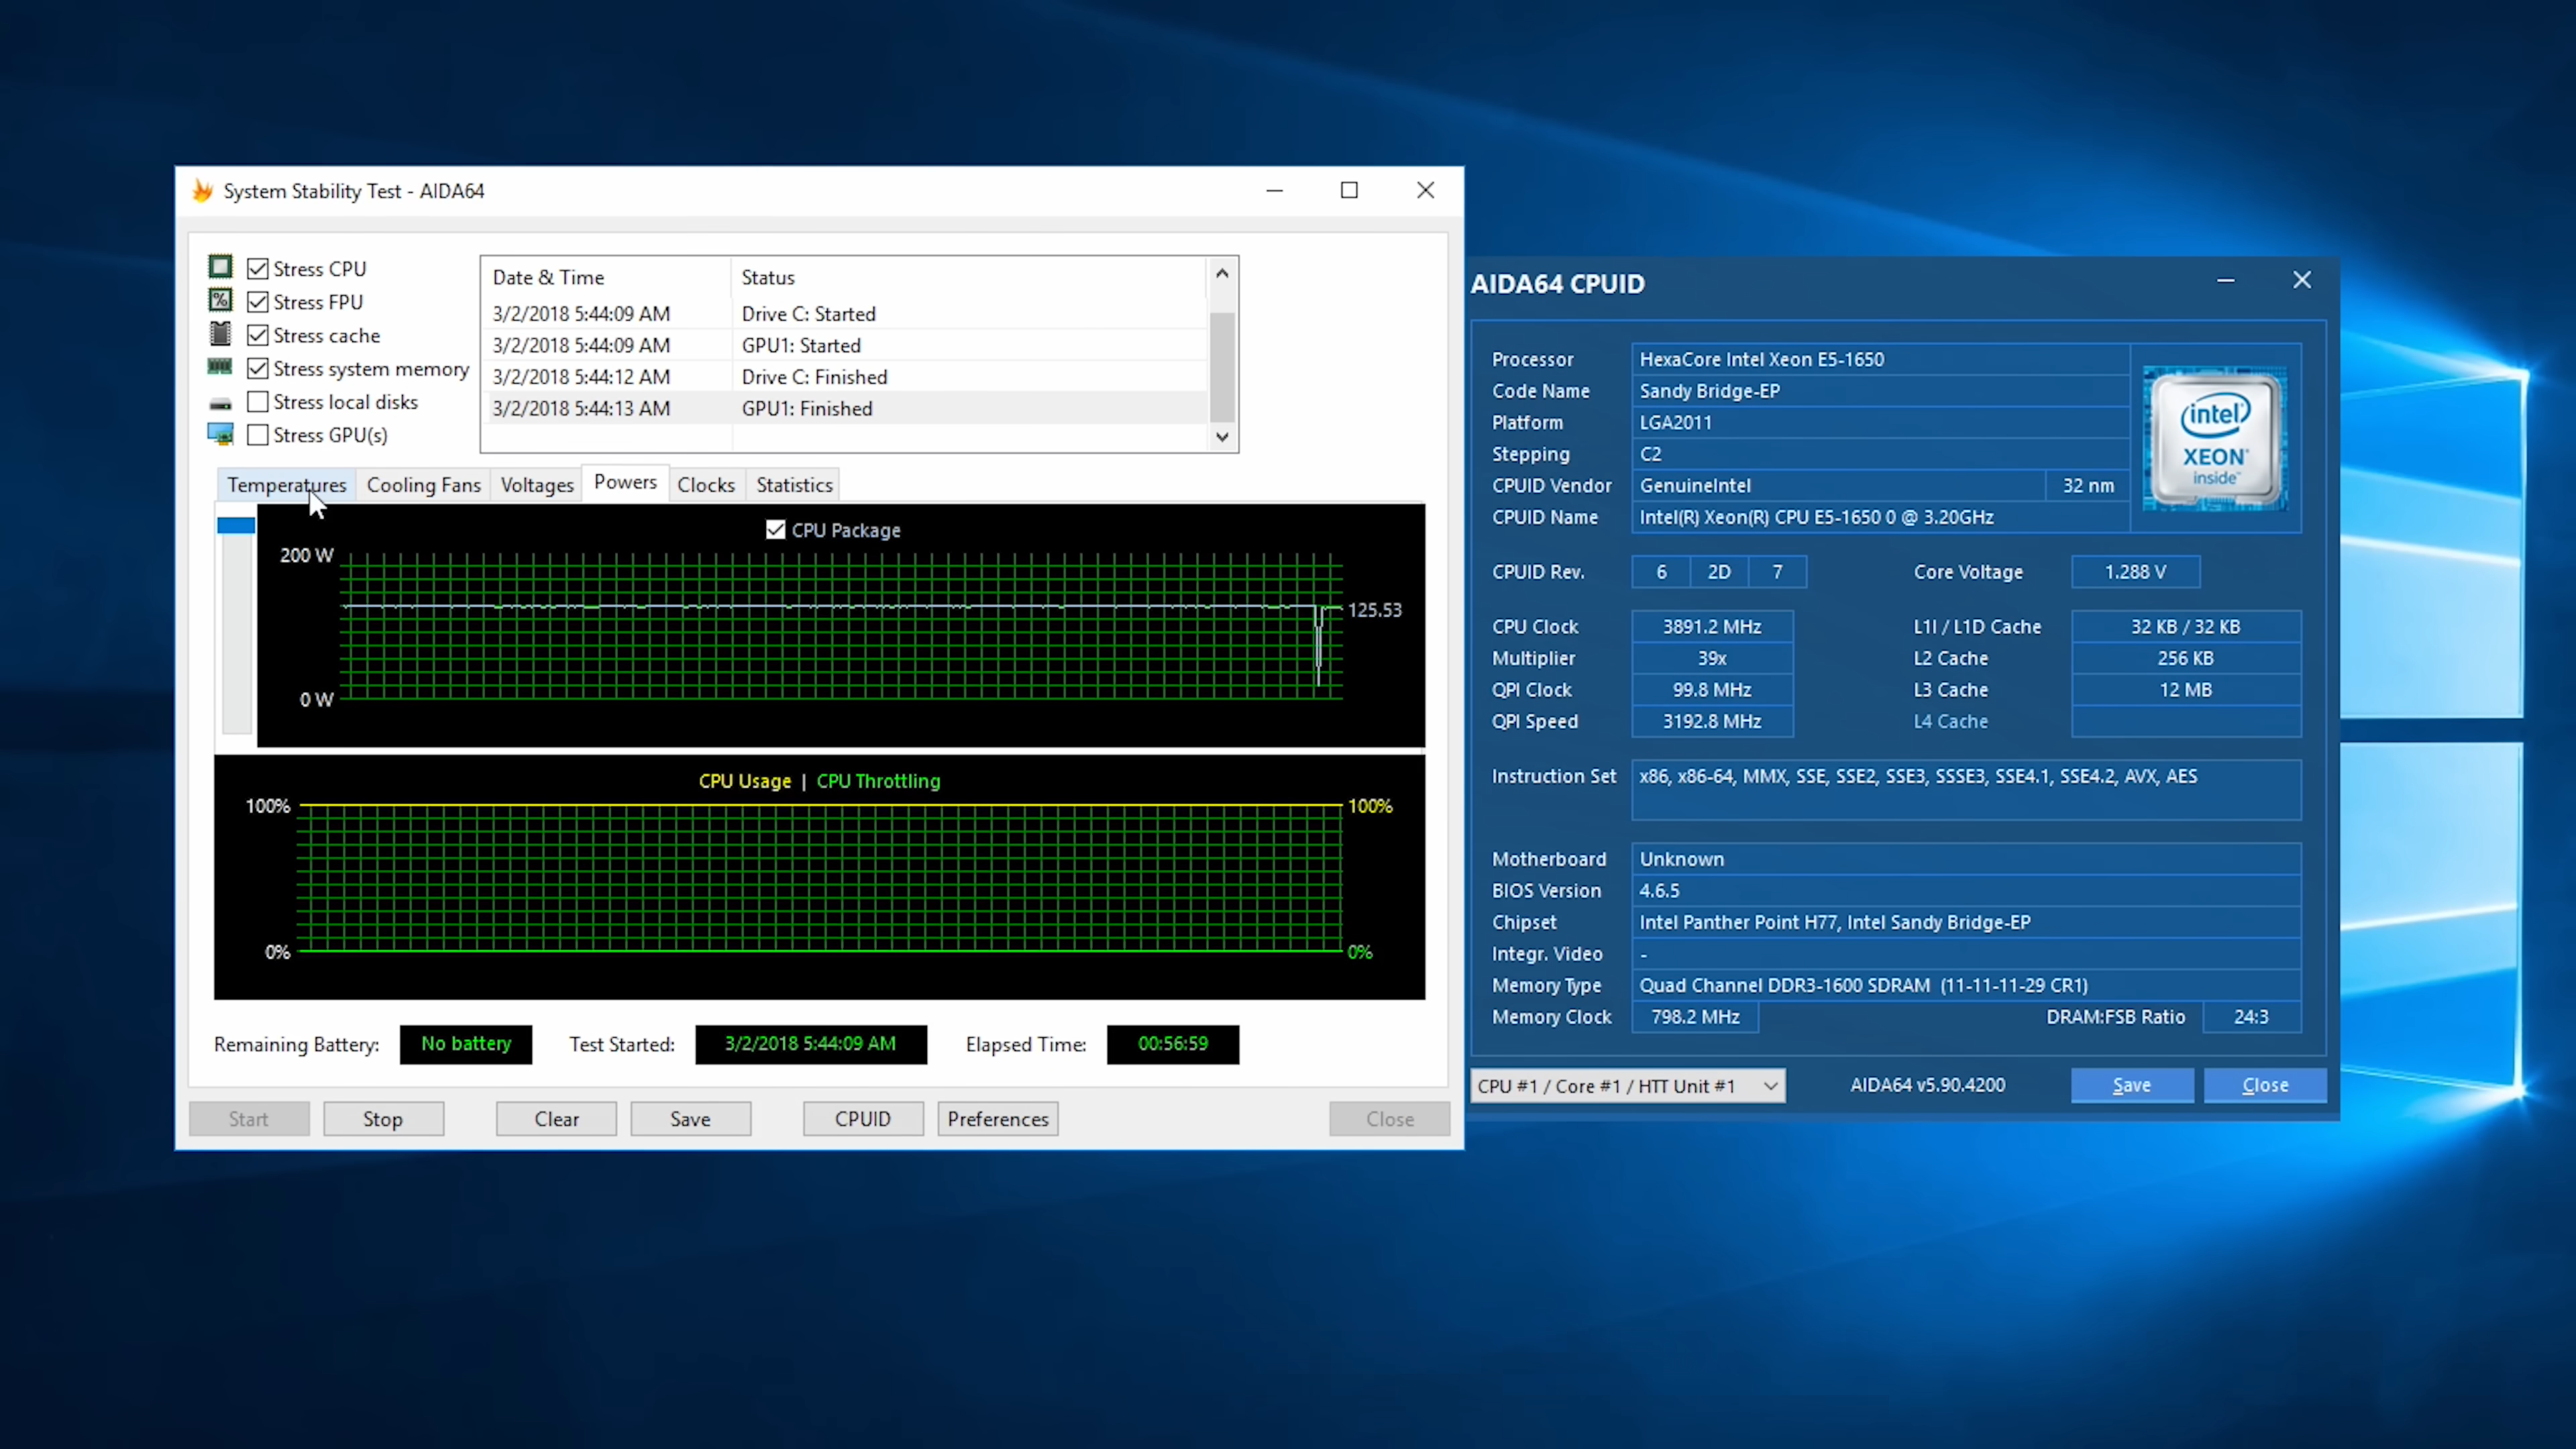 System Stability Test - AIDA64
Stress CPU
Stress FPU
Stress cache
Stress system memory
Stress local disks
Stress GPU(s)
Date & Time Status
3/2/2018 5:44:09 AM Drive C: Started
3/2/2018 5:44:09 AM GPU1: Started
3/2/2018 5:44:12 AM Drive C: Finished
3/2/2018 5:44:13 AM GPU1: Finished
Temperatures Cooling Fans Voltages Powers Clocks Statistics
CPU Package
200 W
125.53
0 W
CPU Usage | CPU Throttling
100% 100%
0% 0%
Remaining Battery: No battery Test Started: 3/2/2018 5:44:09 AM Elapsed Time: 00:56:59
Start Stop Clear Save CPUID Preferences Close
AIDA64 CPUID
Processor HexaCore Intel Xeon E5-1650
Code Name Sandy Bridge-EP
Platform LGA2011
Stepping C2
CPUID Vendor GenuineIntel 32 nm
CPUID Name Intel(R) Xeon(R) CPU E5-1650 0 @ 3.20GHz
intel
XEON®
inside™
CPUID Rev. 6 2D 7 Core Voltage 1.288 V
CPU Clock 3891.2 MHz L1I / L1D Cache 32 KB / 32 KB
Multiplier 39x L2 Cache 256 KB
QPI Clock 99.8 MHz L3 Cache 12 MB
QPI Speed 3192.8 MHz L4 Cache
Instruction Set x86, x86-64, MMX, SSE, SSE2, SSE3, SSSE3, SSE4.1, SSE4.2, AVX, AES
Motherboard Unknown
BIOS Version 4.6.5
Chipset Intel Panther Point H77, Intel Sandy Bridge-EP
Integr. Video -
Memory Type Quad Channel DDR3-1600 SDRAM (11-11-11-29 CR1)
Memory Clock 798.2 MHz DRAM:FSB Ratio 24:3
CPU #1 / Core #1 / HTT Unit #1 AIDA64 v5.90.4200 Save Close